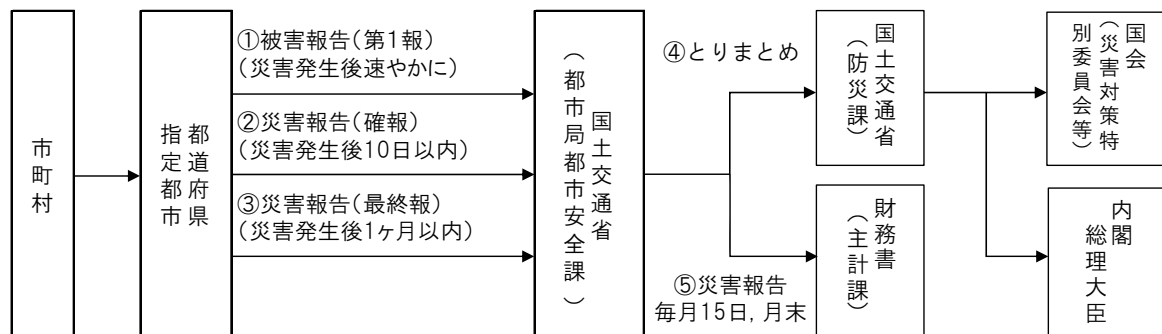 市町村
都道府県
指定都市
①被害報告(第1報)
(災害発生後速やかに)
②災害報告(確報)
(災害発生後10日以内)
③災害報告(最終報)
(災害発生後1ヶ月以内)
国土交通省
(都市局都市安全課)
④とりまとめ
⑤災害報告
毎月15日, 月末
国土交通省
(防災課)
財務書
(主計課)
国会
(災害対策特
別委員会等)
内閣
総理大臣